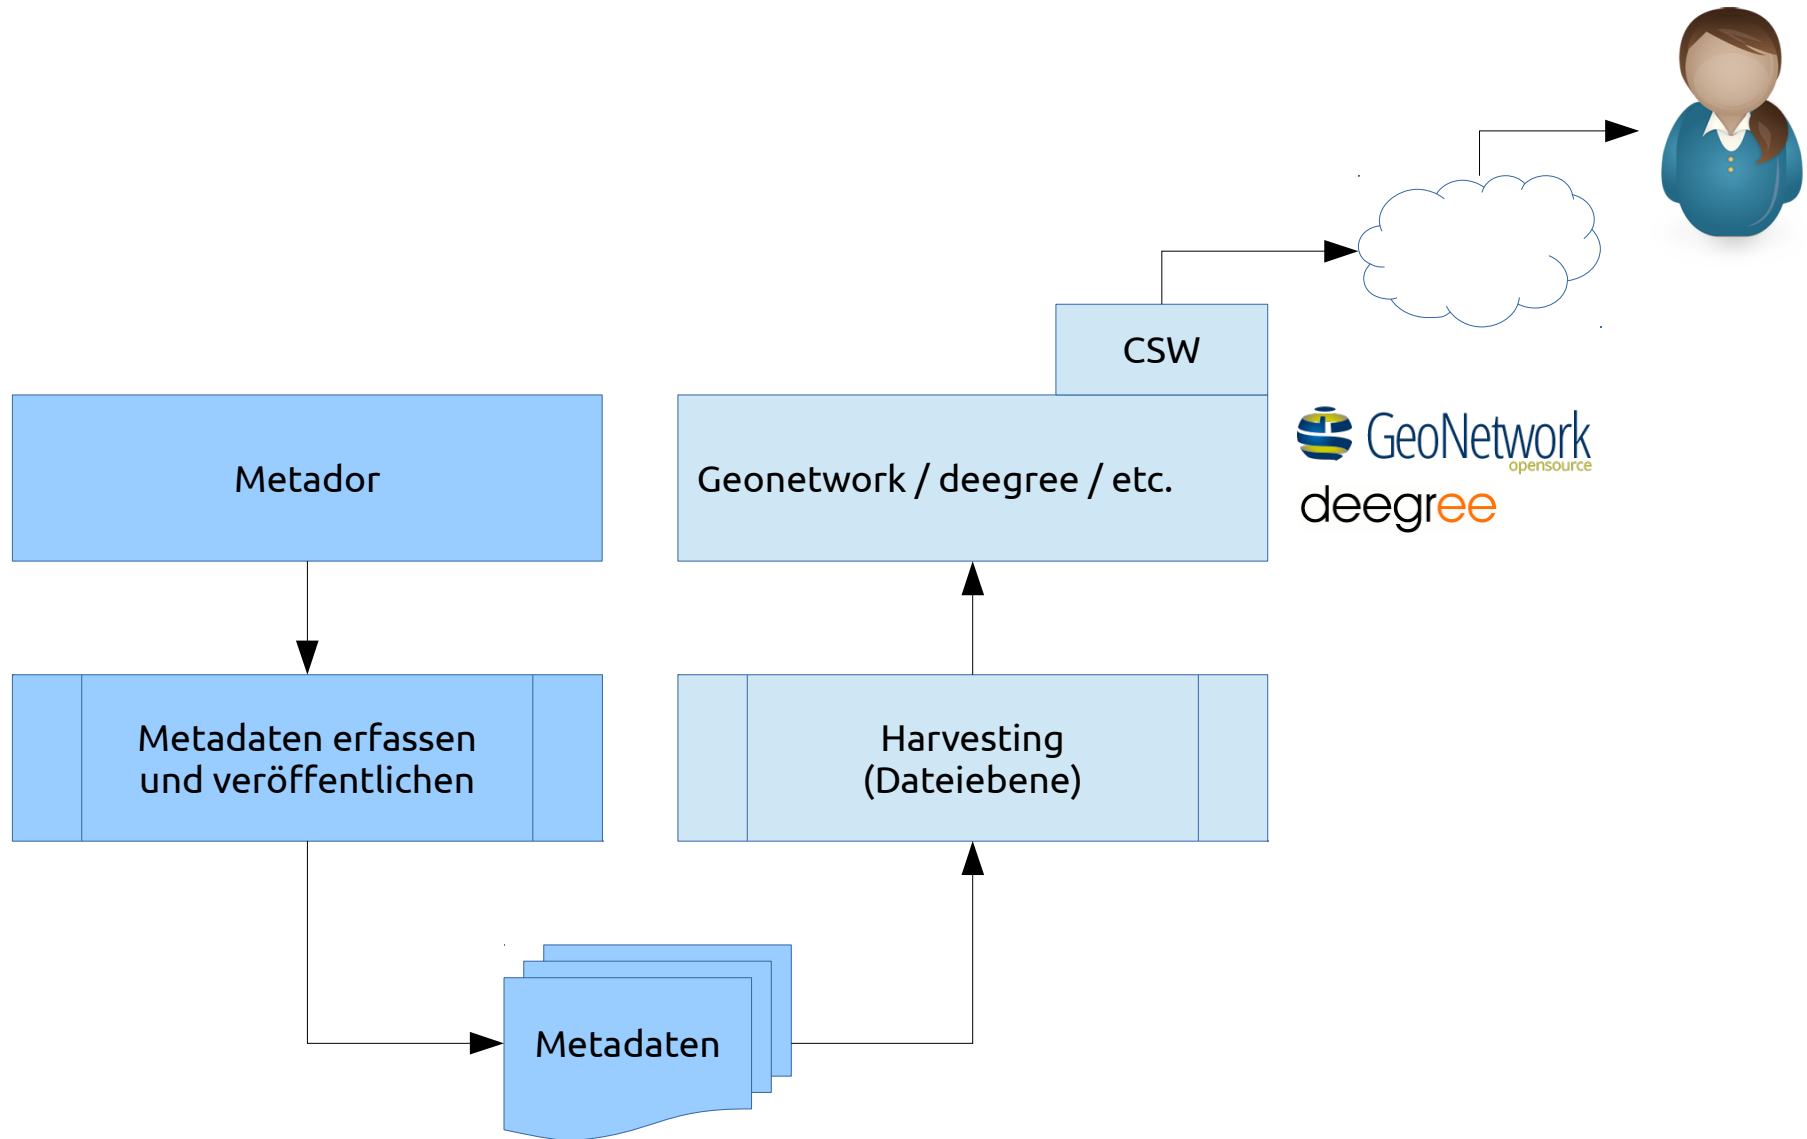 CSW
Metador
Geonetwork / deegree / etc.
GeoNetwork
opensource
deegree
Metadaten erfassen
und veröffentlichen
Harvesting
(Dateiebene)
Metadaten